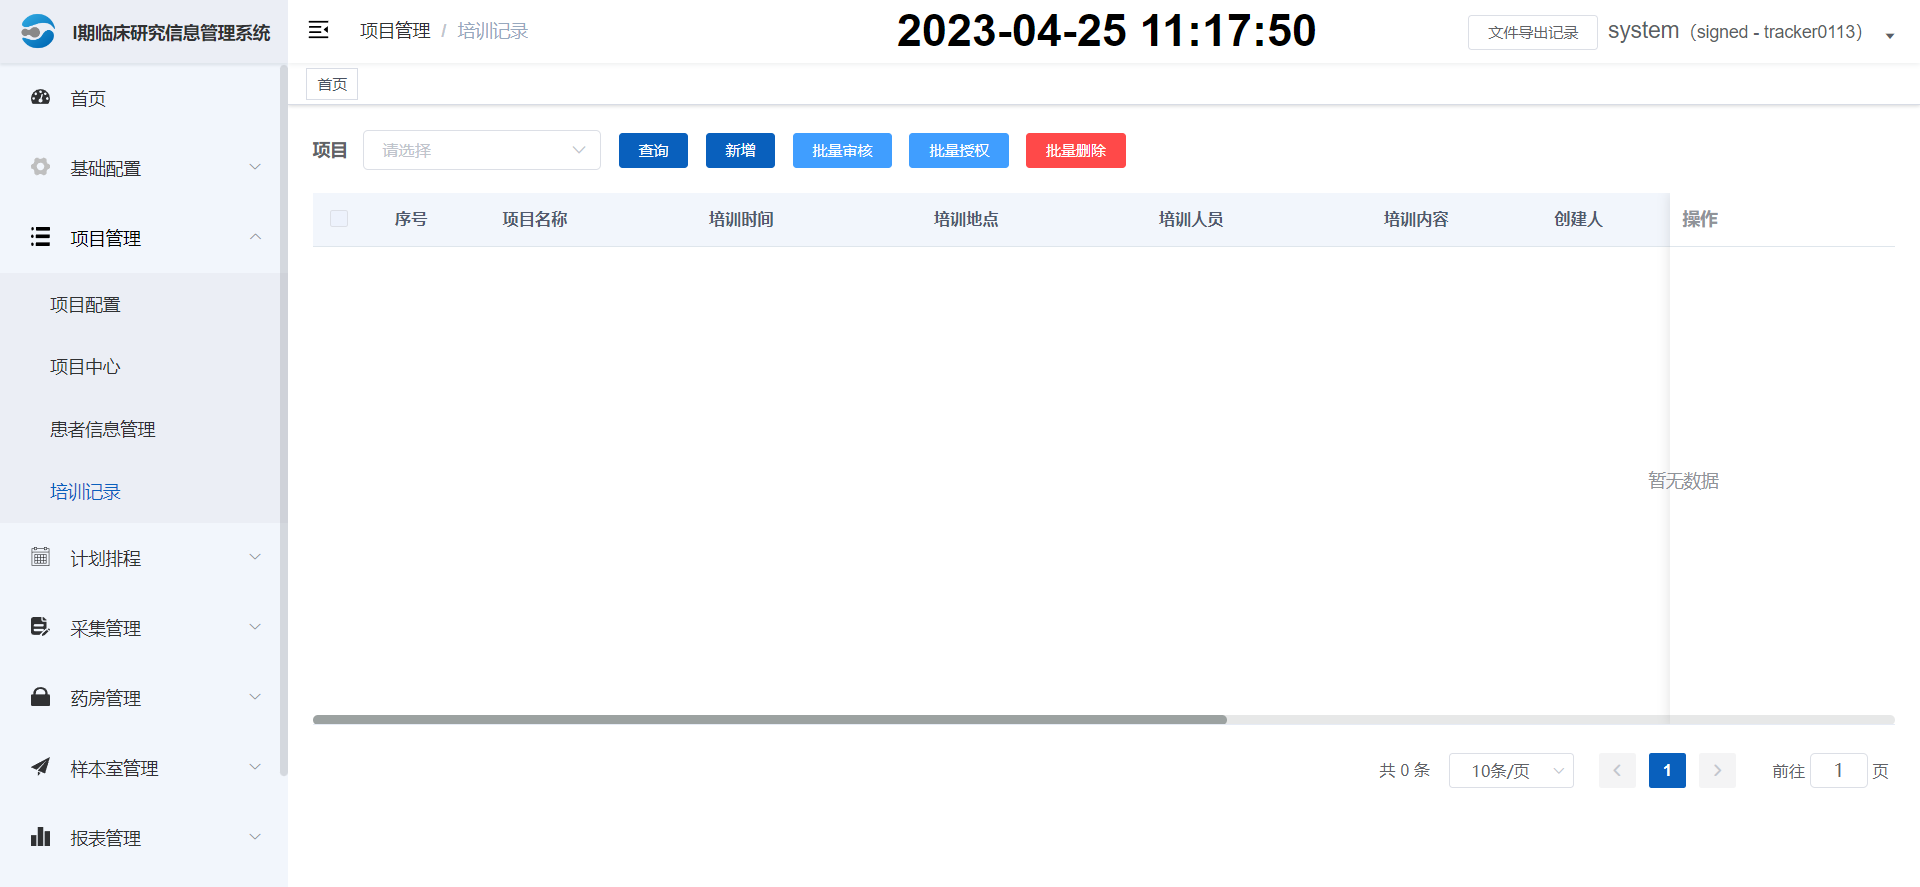 I期临床研究信息管理系统
项目管理 / 培训记录
2023-04-25 11:17:50
文件导出记录
system（signed - tracker0113）
首页
首页
基础配置
项目管理
项目配置
项目中心
患者信息管理
培训记录
计划排程
采集管理
药房管理
样本室管理
报表管理
项目 请选择 查询 新增 批量审核 批量授权 批量删除
序号 项目名称 培训时间 培训地点 培训人员 培训内容 创建人 操作
暂无数据
共 0 条 10条/页 1 前往 1 页